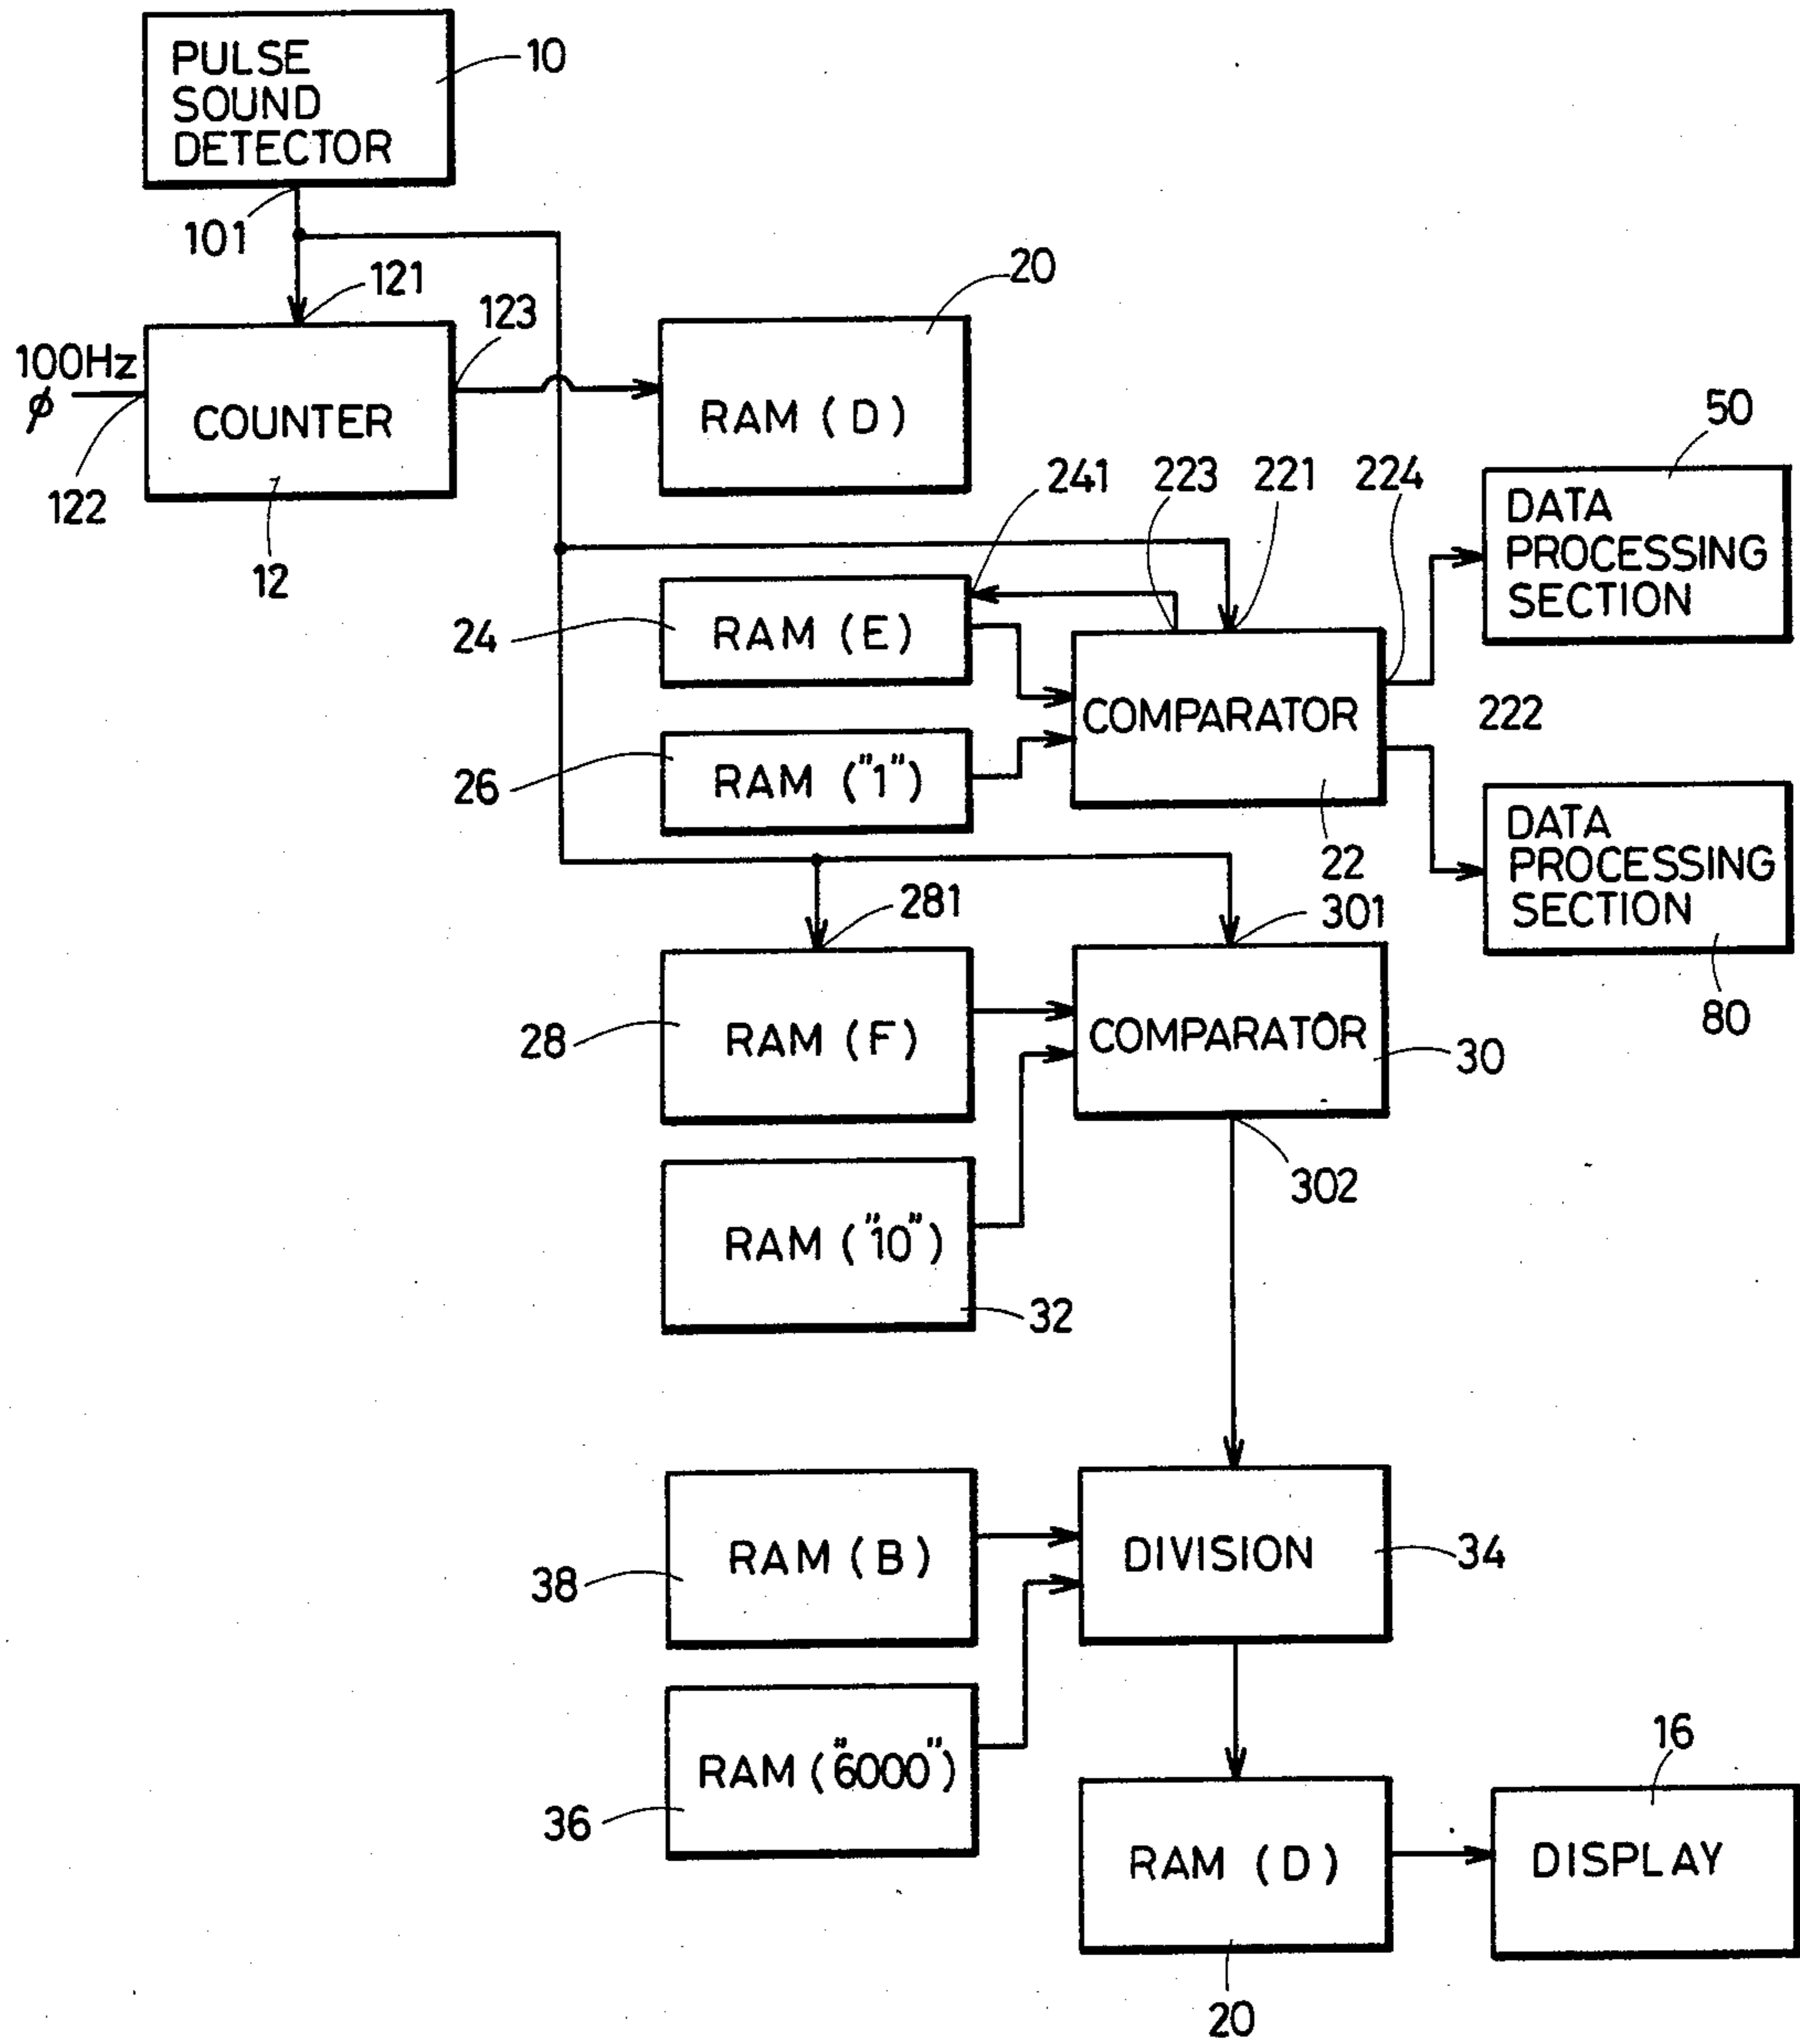 PULSE
SOUND
DETECTOR
10
101
121
123
20
100Hz
φ
COUNTER
RAM (D)
122
12
50
241
223
221
224
DATA
PROCESSING
SECTION
24
RAM (E)
COMPARATOR
222
26
RAM ("1")
22
DATA
PROCESSING
SECTION
281
301
80
28
RAM (F)
COMPARATOR
30
302
RAM ("10")
32
38
RAM (B)
DIVISION
34
16
36
RAM ("6000")
RAM (D)
DISPLAY
20